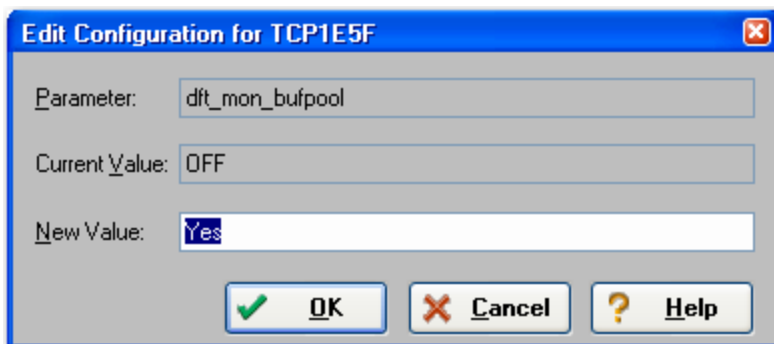 Edit Configuration for TCP1E5F
Parameter: dft_mon_bufpool
Current Value: OFF
New Value: Yes
OK Cancel Help